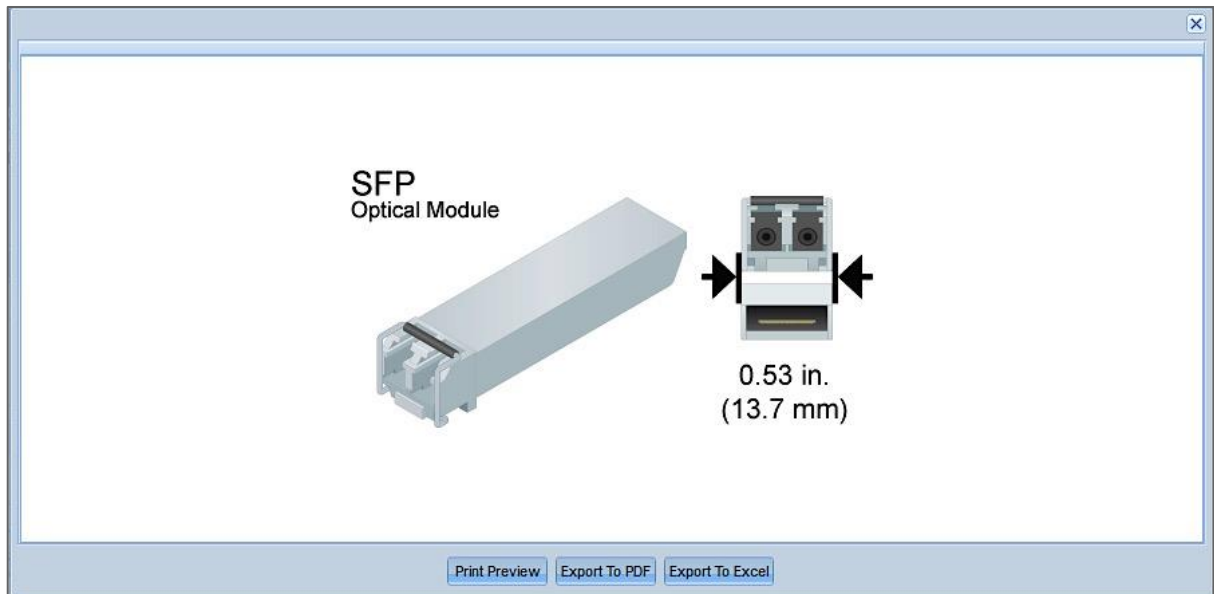 SFP
Optical Module
0.53 in.
(13.7 mm)
Print Preview Export To PDF Export To Excel